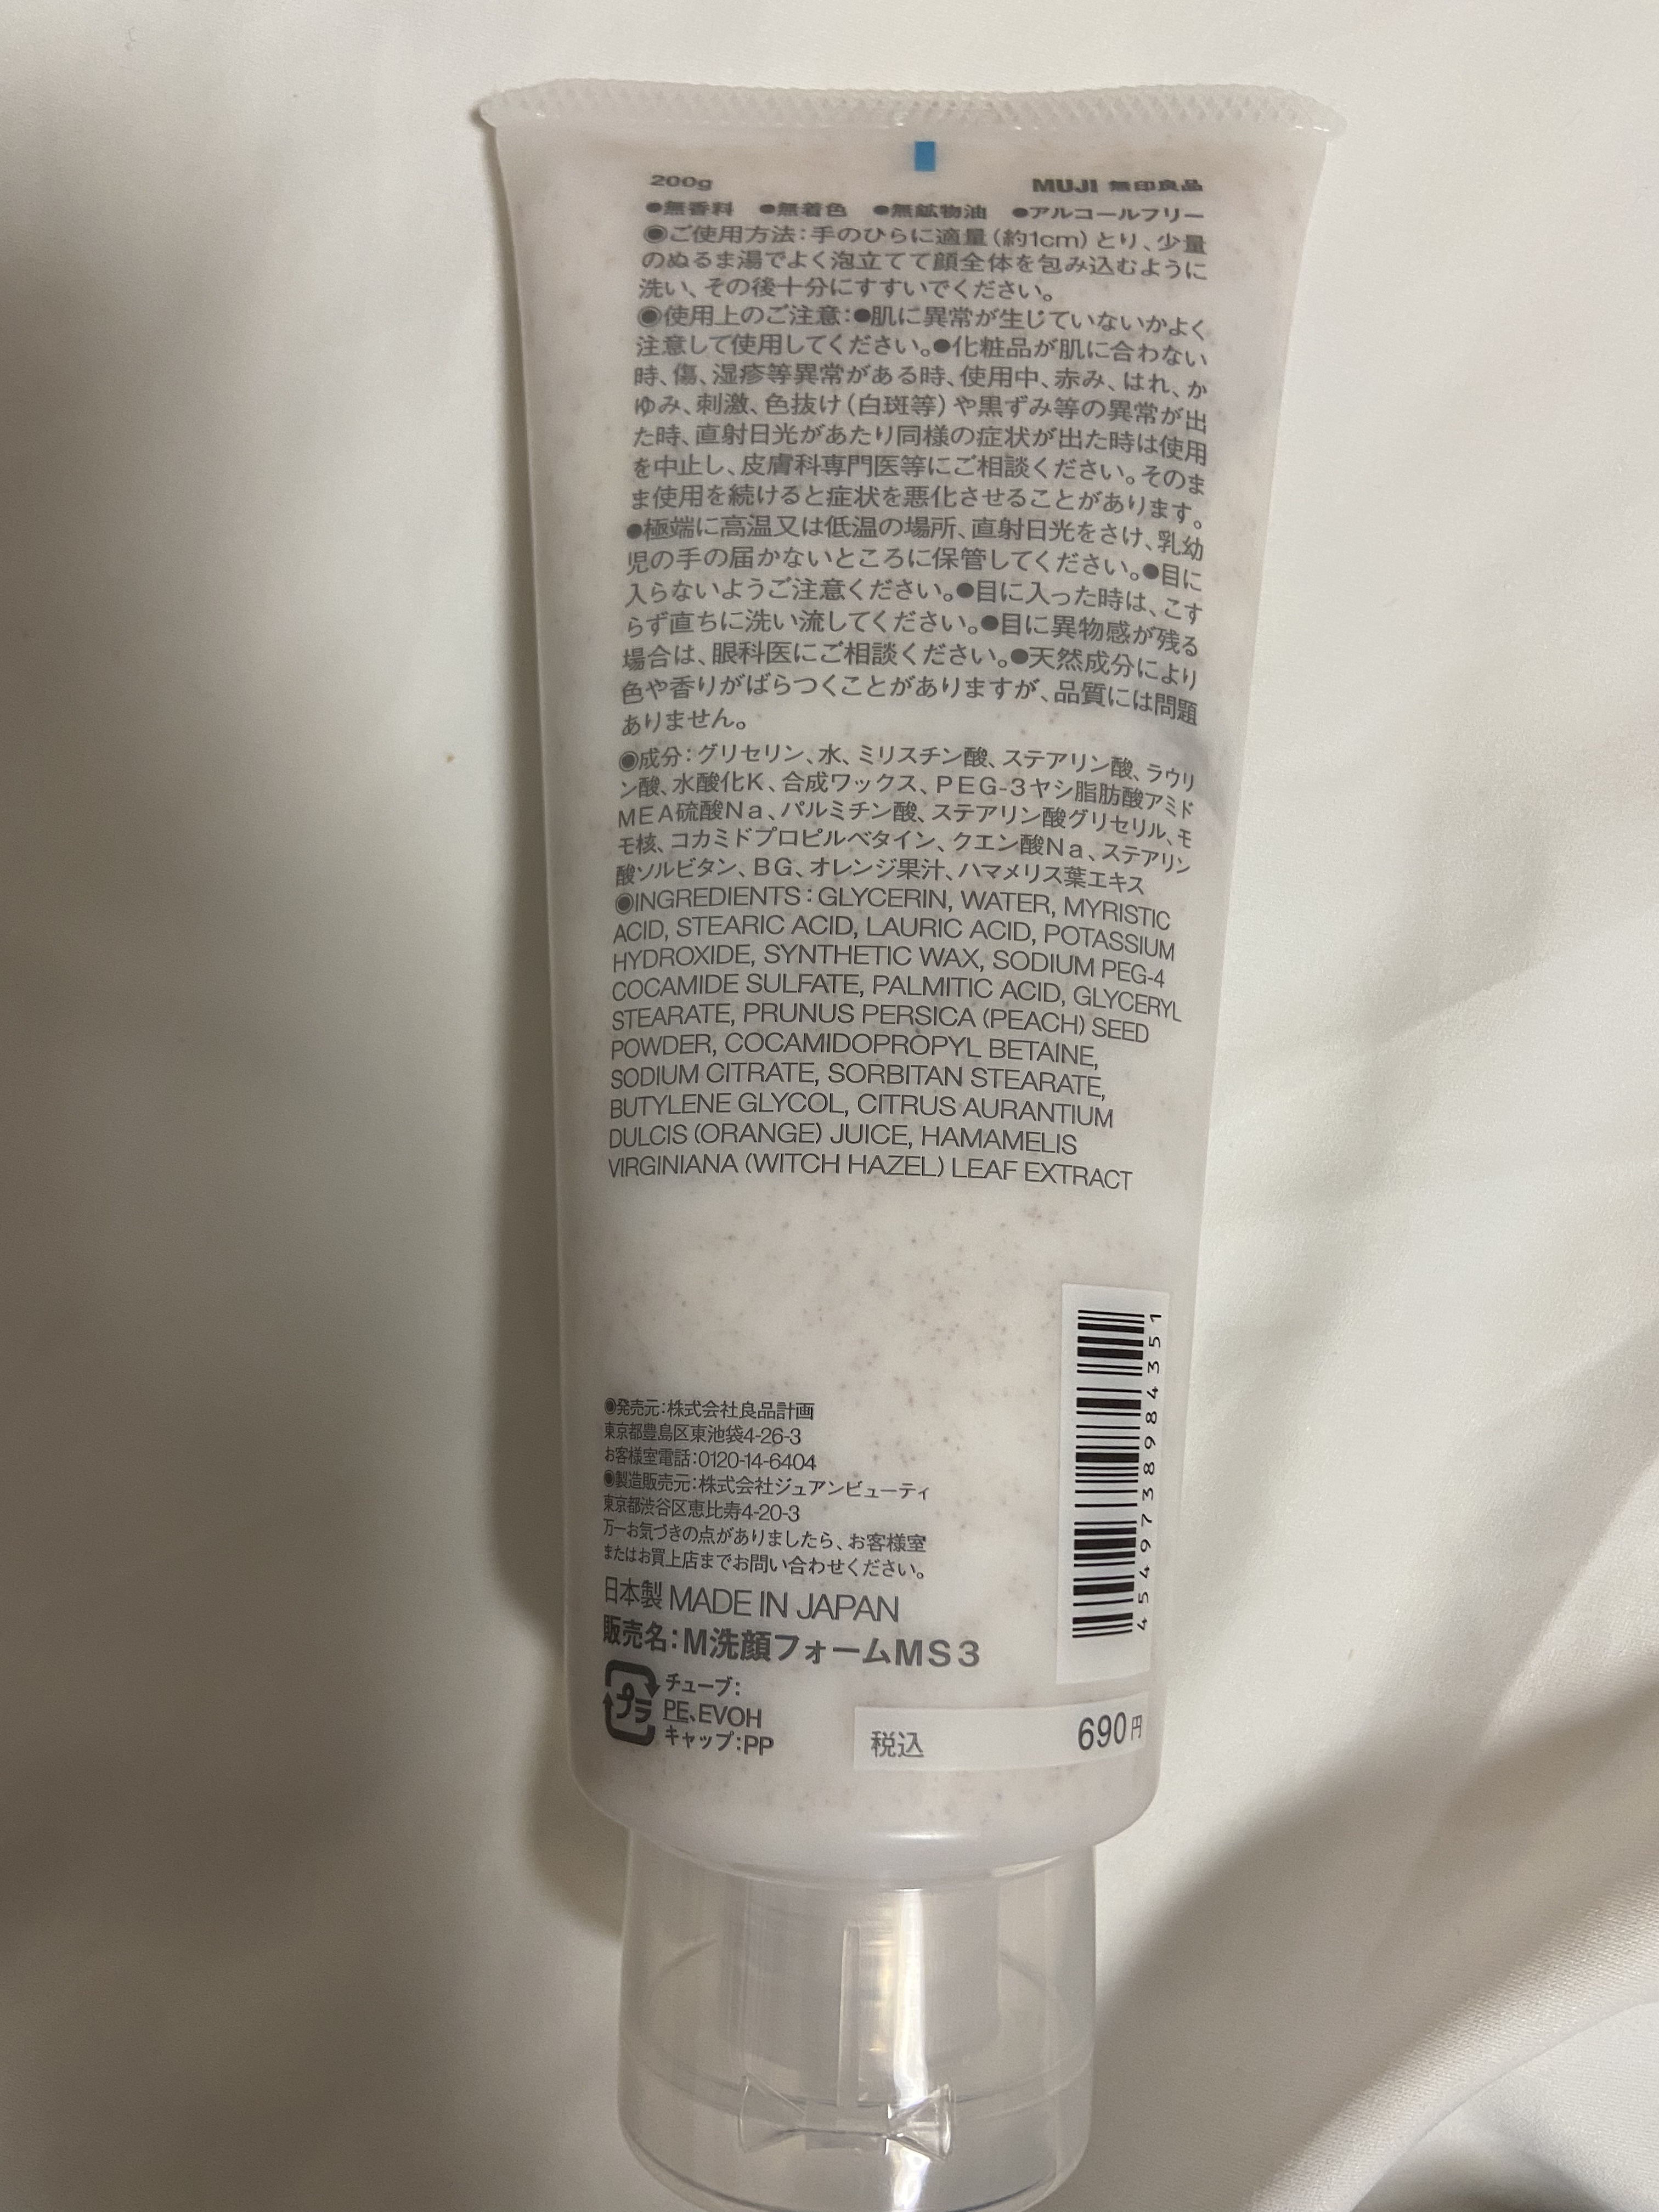 200g MUJI 無印良品
●無香料 ●無着色 ●無鉱物油 ●アルコールフリー
◉ご使用方法：手のひらに適量（約1cm）とり、少量
のぬるま湯でよく泡立てて顔全体を包み込むように
洗い、その後十分にすすいでください。
◉使用上のご注意：●肌に異常が生じていないかよく
注意して使用してください。●化粧品が肌に合わない
時、傷、湿疹等異常がある時、使用中、赤み、はれ、か
ゆみ、刺激、色抜け（白斑等）や黒ずみ等の異常が出
た時、直射日光があたり同様の症状が出た時は使用
を中止し、皮膚科専門医等にご相談ください。そのま
ま使用を続けると症状を悪化させることがあります。
●極端に高温又は低温の場所、直射日光をさけ、乳幼
児の手の届かないところに保管してください。●目に
入らないようご注意ください。●目に入った時は、こす
らず直ちに洗い流してください。●目に異物感が残る
場合は、眼科医にご相談ください。●天然成分により
色や香りがばらつくことがありますが、品質には問題
ありません。
◉成分：グリセリン、水、ミリスチン酸、ステアリン酸、ラウリ
ン酸、水酸化K、合成ワックス、PEG-3ヤシ脂肪酸アミド
MEA硫酸Na、パルミチン酸、ステアリン酸グリセリル、モ
モ核、コカミドプロピルベタイン、クエン酸Na、ステアリン
酸ソルビタン、BG、オレンジ果汁、ハマメリス葉エキス
◉INGREDIENTS：GLYCERIN, WATER, MYRISTIC
ACID, STEARIC ACID, LAURIC ACID, POTASSIUM
HYDROXIDE, SYNTHETIC WAX, SODIUM PEG-4
COCAMIDE SULFATE, PALMITIC ACID, GLYCERYL
STEARATE, PRUNUS PERSICA (PEACH) SEED
POWDER, COCAMIDOPROPYL BETAINE,
SODIUM CITRATE, SORBITAN STEARATE,
BUTYLENE GLYCOL, CITRUS AURANTIUM
DULCIS (ORANGE) JUICE, HAMAMELIS
VIRGINIANA (WITCH HAZEL) LEAF EXTRACT
◉発売元：株式会社良品計画
東京都豊島区東池袋4-26-3
お客様室電話：0120-14-6404
◉製造販売元：株式会社ジュアンビューティ
東京都渋谷区恵比寿4-20-3
万一お気づきの点がありましたら、お客様室
またはお買上店までお問い合わせください。
日本製 MADE IN JAPAN
販売名：M洗顔フォームMS3
プラ
チューブ：
PE、EVOH
キャップ：PP
4549738984351
税込 690円